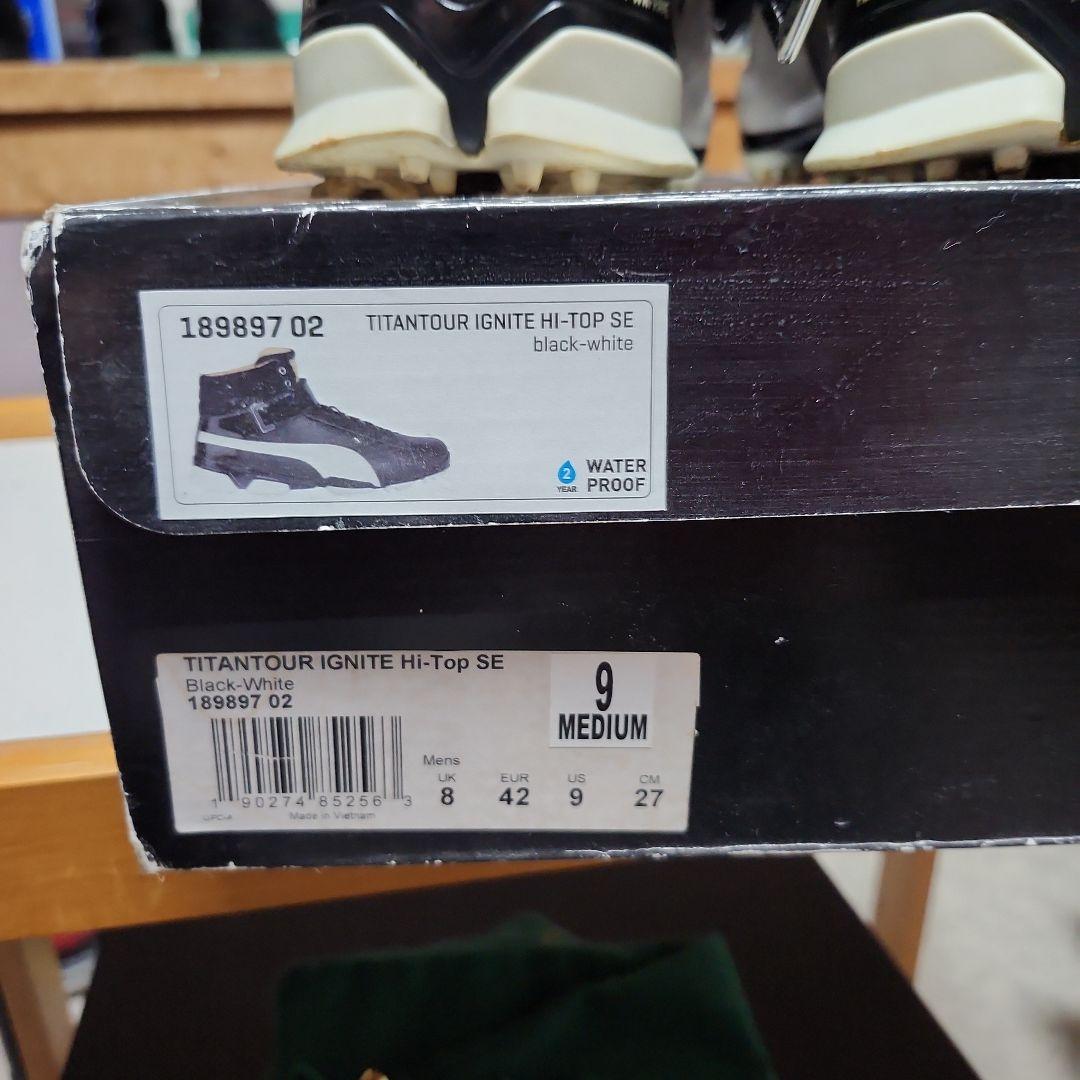 189897 02
TITANTOUR IGNITE HI-TOP SE
black-white
2
YEAR
WATER
PROOF
TITANTOUR IGNITE Hi-Top SE
Black-White
189897 02
9
MEDIUM
Mens
UK EUR US CM
8 42 9 27
1 90274 85256 3
UPC-A Made in Vietnam